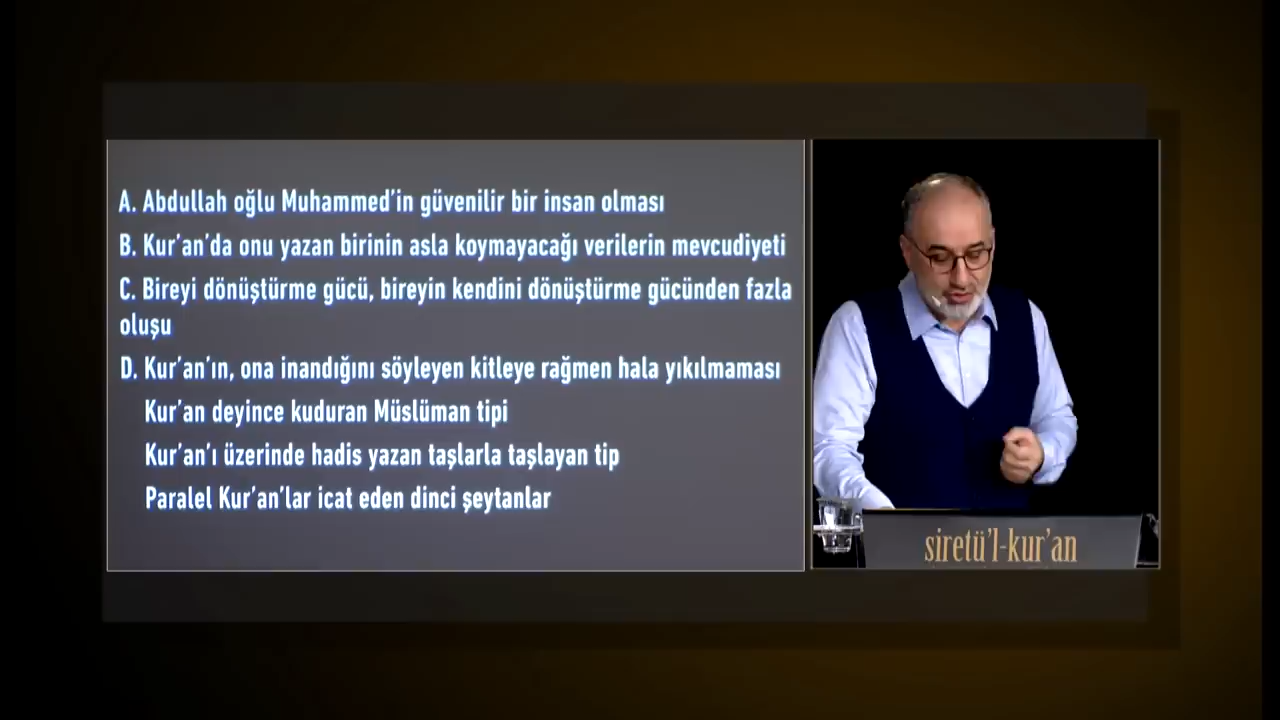 A. Abdullah oğlu Muhammed'in güvenilir bir insan olması
B. Kur'an'da onu yazan birinin asla koymayacağı verilerin mevcudiyeti
C. Bireyi dönüştürme gücü, bireyin kendini dönüştürme gücünden fazla
oluşu
D. Kur'an'ın, ona inandığını söyleyen kitleye rağmen hala yıkılmaması
Kur'an deyince kuduran Müslüman tipi
Kur'an'ı üzerinde hadis yazan taşlarla taşlayan tip
Paralel Kur'an'lar icat eden dinci şeytanlar
siretü'l-kur'an